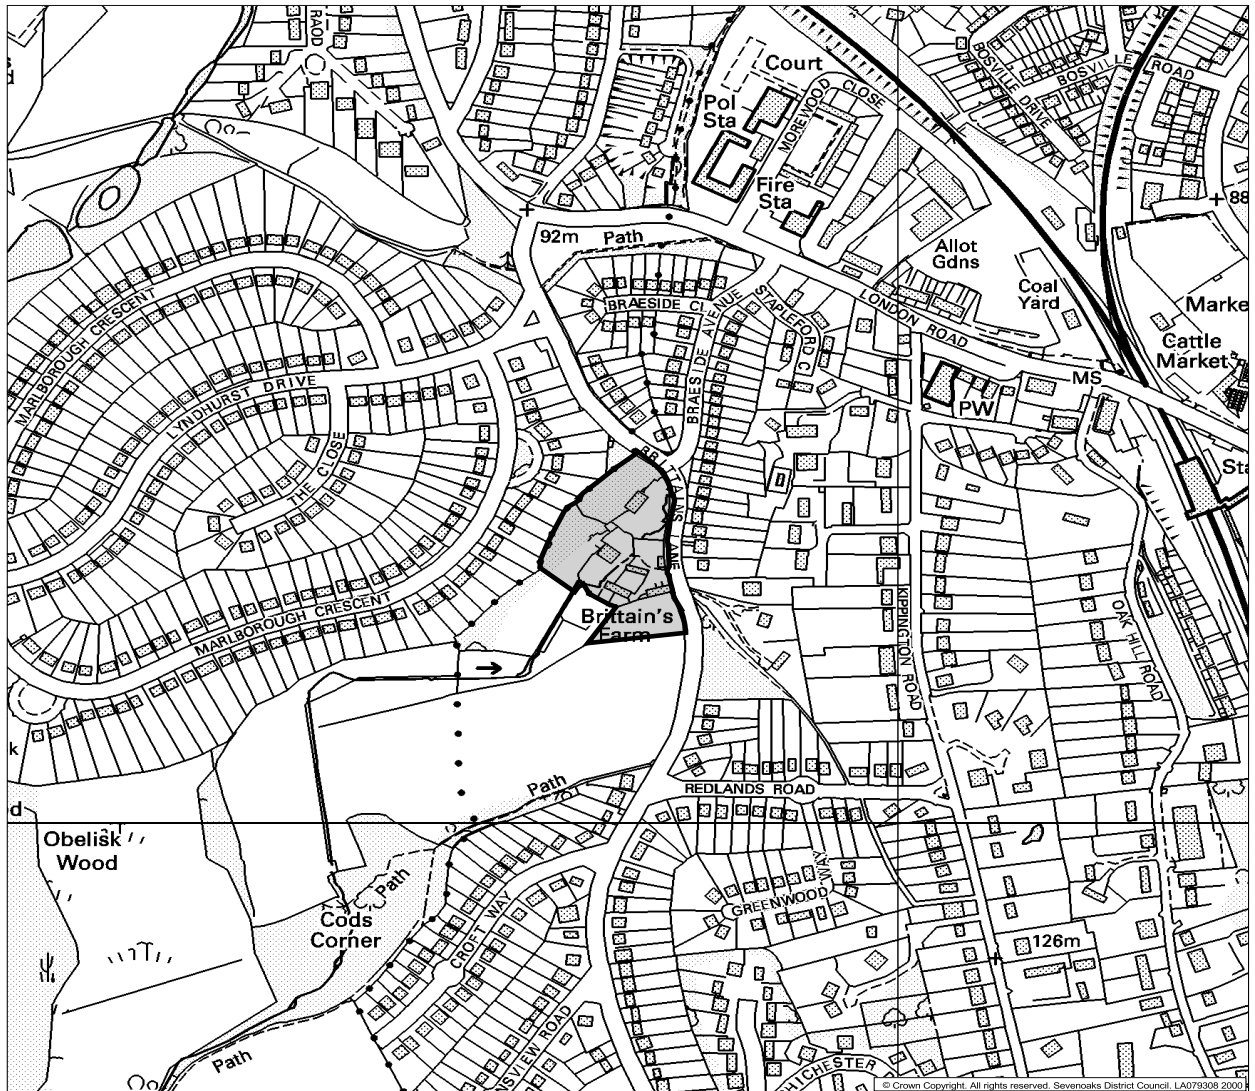 RAOD
Court
BOSVILLE DRIVE
BOSVILLE ROAD
Pol
Sta
MOREWOOD CLOSE
Fire
Sta
88
92m
Path
Allot
Gdns
Coal
Yard
Marke
Cattle
Market
MARLBOROUGH CRESCENT
BRAESIDE CL
BRAESIDE AVENUE
STAPLEFORD C
LONDON ROAD
MS
PW
Sta
LYNDHURST DRIVE
THE CLOSE
BRITTAINS LANE
MARLBOROUGH CRESCENT
Brittain's
Farm
KIPPINGTON ROAD
OAK HILL ROAD
k
Path
REDLANDS ROAD
d
Obelisk
Wood
Path
GREENWOOD WAY
Cods
Corner
CROFT WAY
126m
Path
NSVIEW ROAD
HICHESTER
© Crown Copyright. All rights reserved. Sevenoaks District Council. LA079308 2000